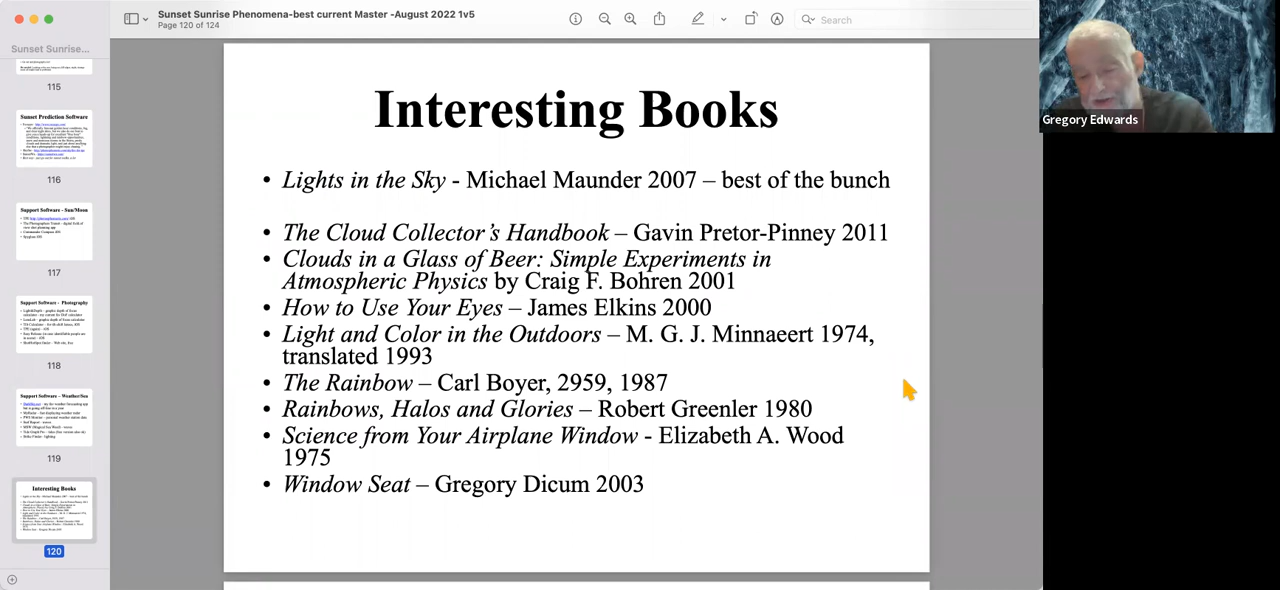 Sunset Sunrise Phenomena-best current Master -August 2022 1v5
Page 120 of 124
Search
Sunset Sunrise...
115
Sunset Prediction Software
116
Support Software - Sun/Moon
117
Support Software - Photography
118
Support Software - Weather/Sea
119
Interesting Books
120
Interesting Books
• Lights in the Sky - Michael Maunder 2007 – best of the bunch
• The Cloud Collector's Handbook – Gavin Pretor-Pinney 2011
• Clouds in a Glass of Beer: Simple Experiments in
Atmospheric Physics by Craig F. Bohren 2001
• How to Use Your Eyes – James Elkins 2000
• Light and Color in the Outdoors – M. G. J. Minnaeert 1974,
translated 1993
• The Rainbow – Carl Boyer, 2959, 1987
• Rainbows, Halos and Glories – Robert Greenler 1980
• Science from Your Airplane Window - Elizabeth A. Wood
1975
• Window Seat – Gregory Dicum 2003
Gregory Edwards